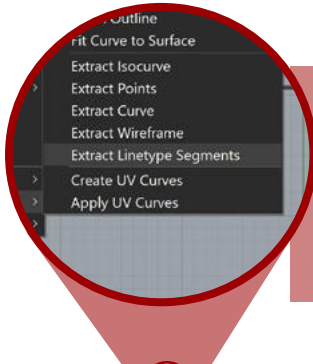 Outline
Fit Curve to Surface
Extract Isocurve
Extract Points
Extract Curve
Extract Wireframe
Extract Linetype Segments
Create UV Curves
Apply UV Curves